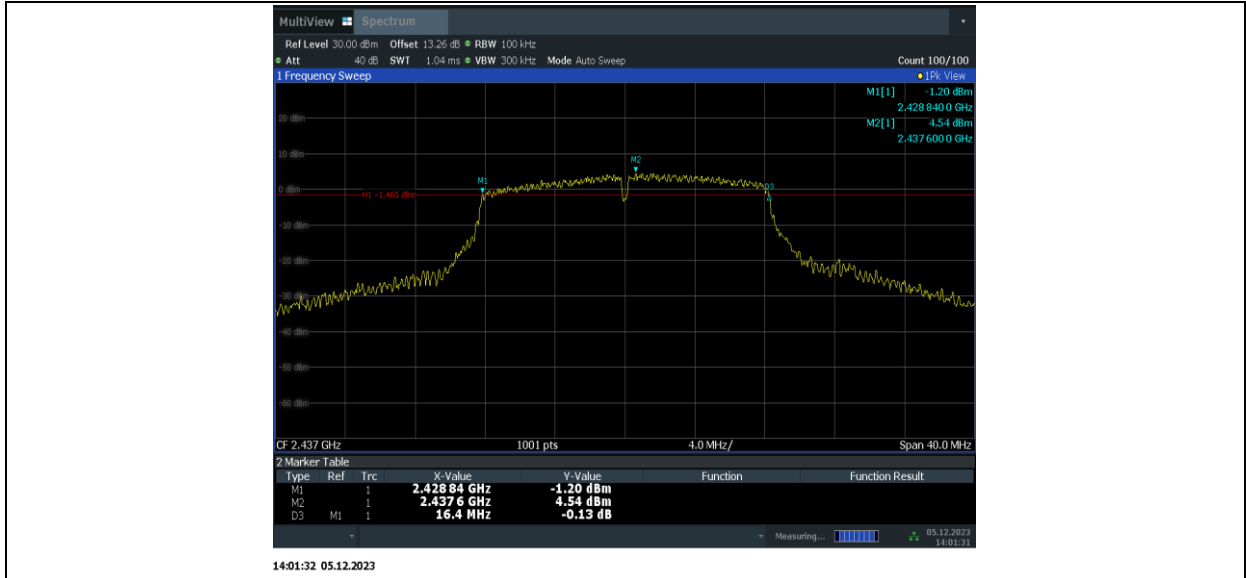 MultiView Spectrum
Ref Level 30.00 dBm Offset 13.26 dB RBW 100 kHz
Att 40 dB SWT 1.04 ms VBW 300 kHz Mode Auto Sweep Count 100/100
1 Frequency Sweep 1Pk View
M1[1] -1.20 dBm
2.428 840 0 GHz
20 dBm
M2[1] 4.54 dBm
2.437 600 0 GHz
10 dBm
M2
M1
D3
0 dBm
H1 -1.460 dBm
-10 dBm
-20 dBm
-30 dBm
-40 dBm
-50 dBm
-60 dBm
CF 2.437 GHz 1001 pts 4.0 MHz/ Span 40.0 MHz
2 Marker Table
Type Ref Trc X-Value Y-Value Function Function Result
M1 1 2.428 84 GHz -1.20 dBm
M2 1 2.437 6 GHz 4.54 dBm
D3 M1 1 16.4 MHz -0.13 dB
Measuring... 05.12.2023
14:01:31
14:01:32 05.12.2023